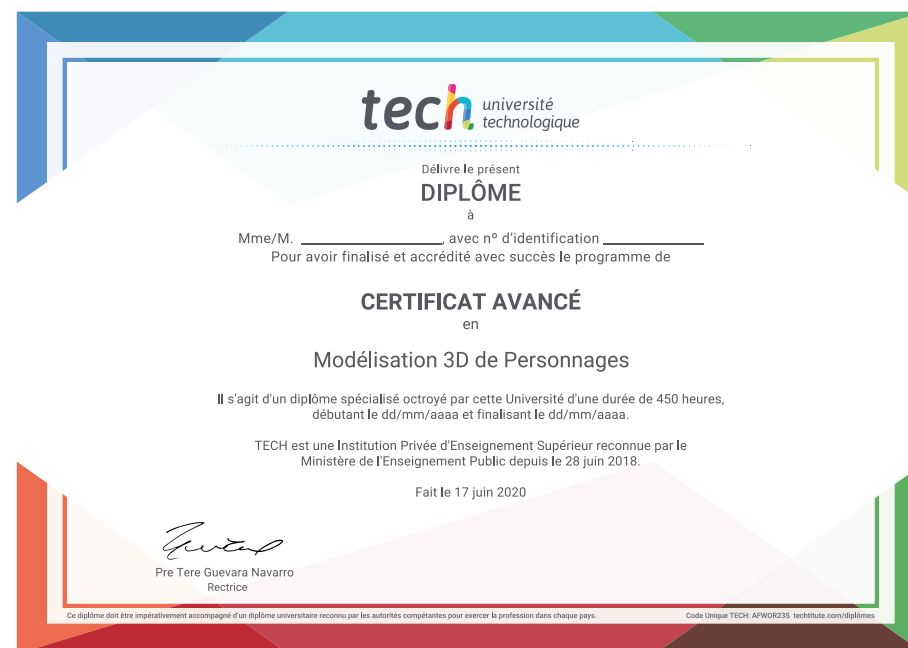 tech université
technologique
Délivre le présent
DIPLÔME
à
Mme/M. ____________________, avec nº d'identification ______________
Pour avoir finalisé et accrédité avec succès le programme de
CERTIFICAT AVANCÉ
en
Modélisation 3D de Personnages
Il s'agit d'un diplôme spécialisé octroyé par cette Université d'une durée de 450 heures,
débutant le dd/mm/aaaa et finalisant le dd/mm/aaaa.
TECH est une Institution Privée d'Enseignement Supérieur reconnue par le
Ministère de l'Enseignement Public depuis le 28 juin 2018.
Fait le 17 juin 2020
Pre Tere Guevara Navarro
Rectrice
Ce diplôme doit être impérativement accompagné d'un diplôme universitaire reconnu par les autorités compétantes pour exercer la profession dans chaque pays.
Code Unique TECH: AFWOR23S techtitute.com/diplômes